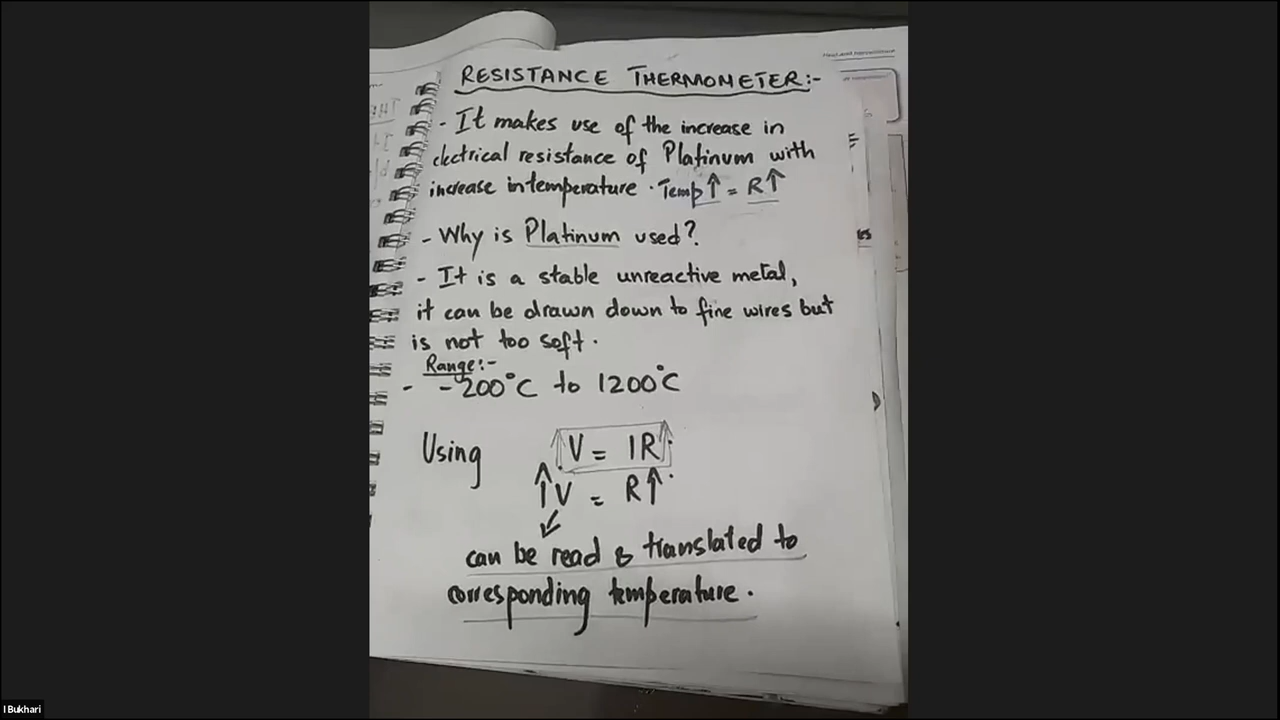 RESISTANCE THERMOMETER:-
- It makes use of the increase in
electrical resistance of Platinum with
increase in temperature. Temp↑ = R↑
- Why is Platinum used?
- It is a stable unreactive metal,
it can be drawn down to fine wires but
is not too soft.
Range:-
- -200°C to 1200°C
Using V = IR
↑V = R↑
can be read & translated to
corresponding temperature.
I Bukhari